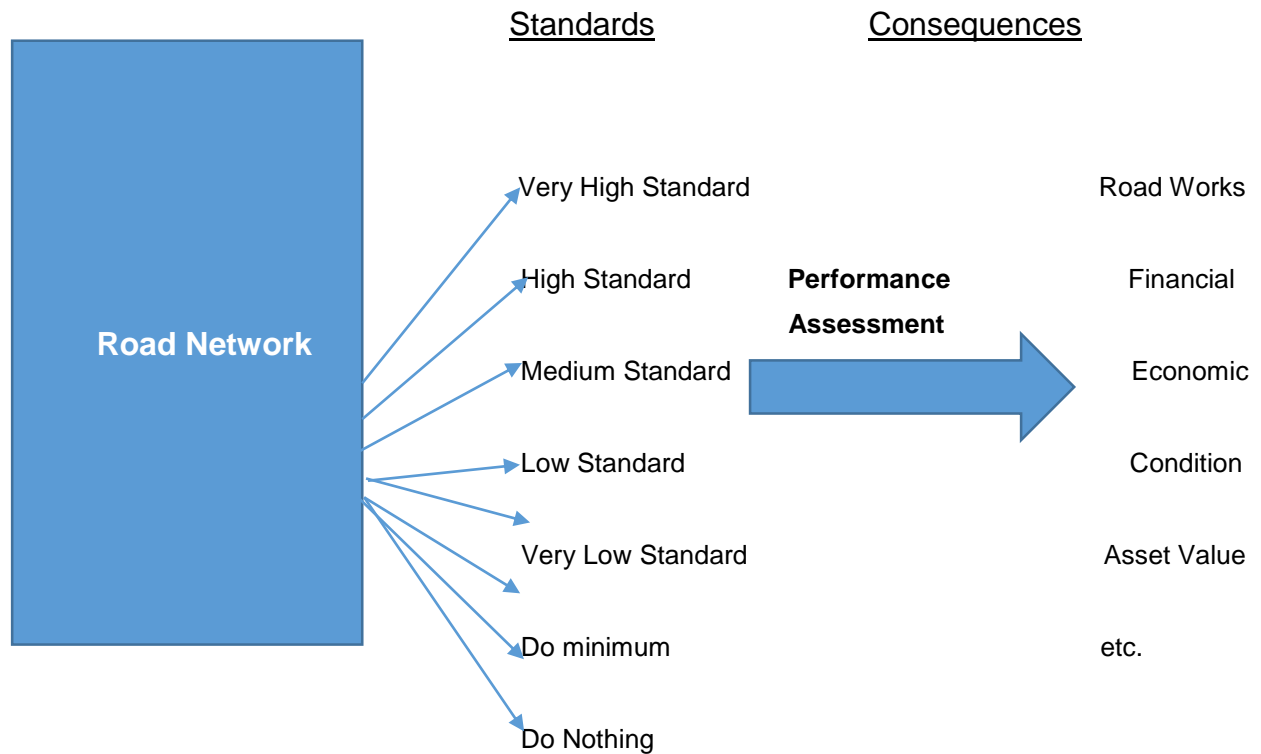 Standards
Consequences
Very High Standard
Road Works
High Standard
Performance
Financial
Assessment
Road Network
Medium Standard
Economic
Low Standard
Condition
Very Low Standard
Asset Value
Do minimum
etc.
Do Nothing